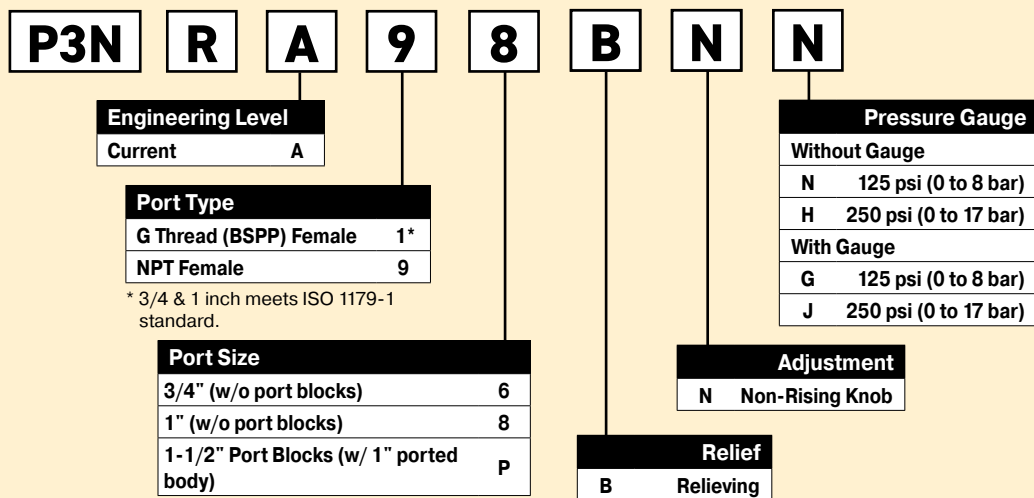 P3N R A 9 8 B N N
Engineering Level
Current A
Port Type
G Thread (BSPP) Female 1*
NPT Female 9
* 3/4 & 1 inch meets ISO 1179-1
standard.
Port Size
3/4" (w/o port blocks) 6
1" (w/o port blocks) 8
1-1/2" Port Blocks (w/ 1" ported
body) P
Relief
B Relieving
Adjustment
N Non-Rising Knob
Pressure Gauge
Without Gauge
N 125 psi (0 to 8 bar)
H 250 psi (0 to 17 bar)
With Gauge
G 125 psi (0 to 8 bar)
J 250 psi (0 to 17 bar)